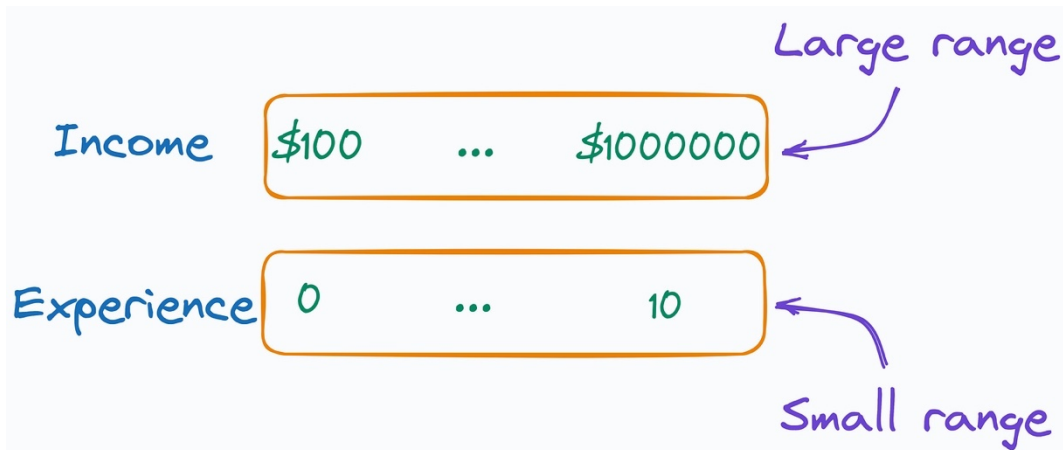 Large range
Income $100 ... $1000000
Experience 0 ... 10
Small range